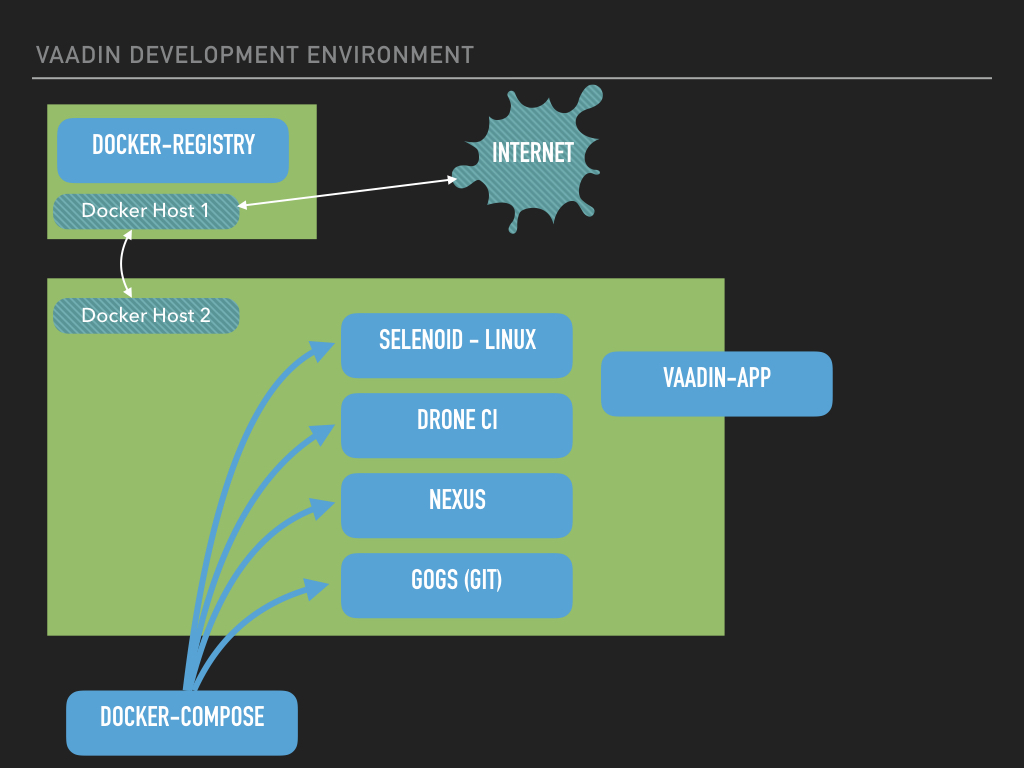 VAADIN DEVELOPMENT ENVIRONMENT
DOCKER-REGISTRY
INTERNET
Docker Host 1
Docker Host 2
SELENOID - LINUX
VAADIN-APP
DRONE CI
NEXUS
GOGS (GIT)
DOCKER-COMPOSE